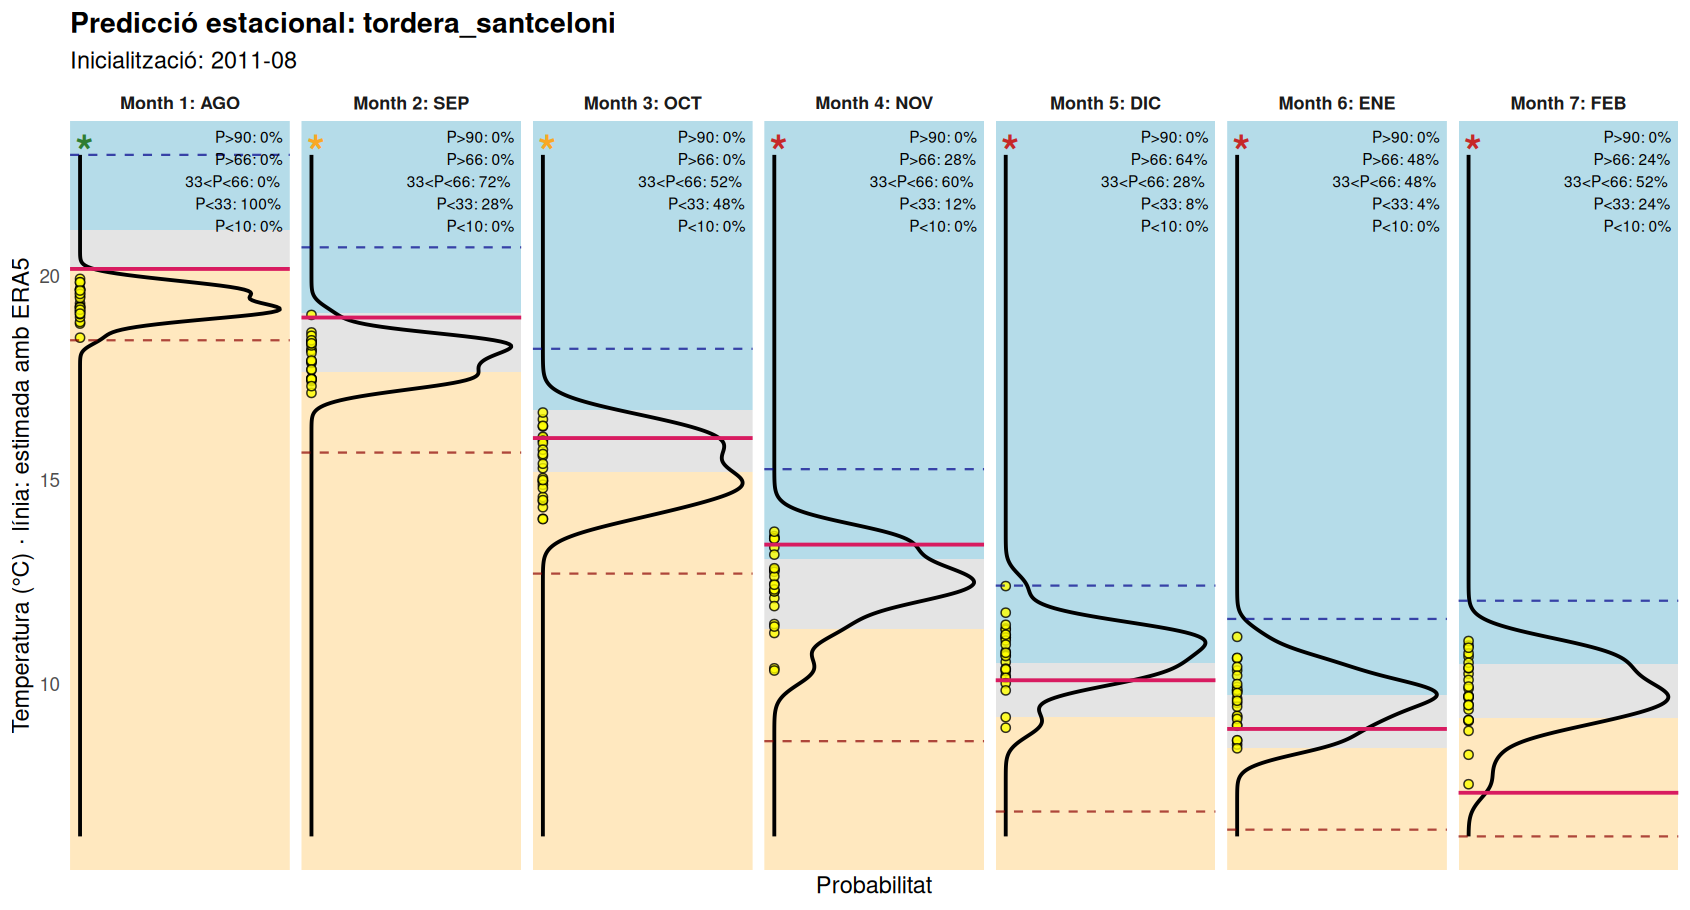 Predicció estacional: tordera_santceloni
Inicialització: 2011-08
Month 1: AGO
Month 2: SEP
Month 3: OCT
Month 4: NOV
Month 5: DIC
Month 6: ENE
Month 7: FEB
*
P>90: 0%
P>66: 0%
33<P<66: 0%
P<33: 100%
P<10: 0%
*
P>90: 0%
P>66: 0%
33<P<66: 72%
P<33: 28%
P<10: 0%
*
P>90: 0%
P>66: 0%
33<P<66: 52%
P<33: 48%
P<10: 0%
*
P>90: 0%
P>66: 28%
33<P<66: 60%
P<33: 12%
P<10: 0%
*
P>90: 0%
P>66: 64%
33<P<66: 28%
P<33: 8%
P<10: 0%
*
P>90: 0%
P>66: 48%
33<P<66: 48%
P<33: 4%
P<10: 0%
*
P>90: 0%
P>66: 24%
33<P<66: 52%
P<33: 24%
P<10: 0%
Temperatura (°C) · línia: estimada amb ERA5
20
15
10
Probabilitat